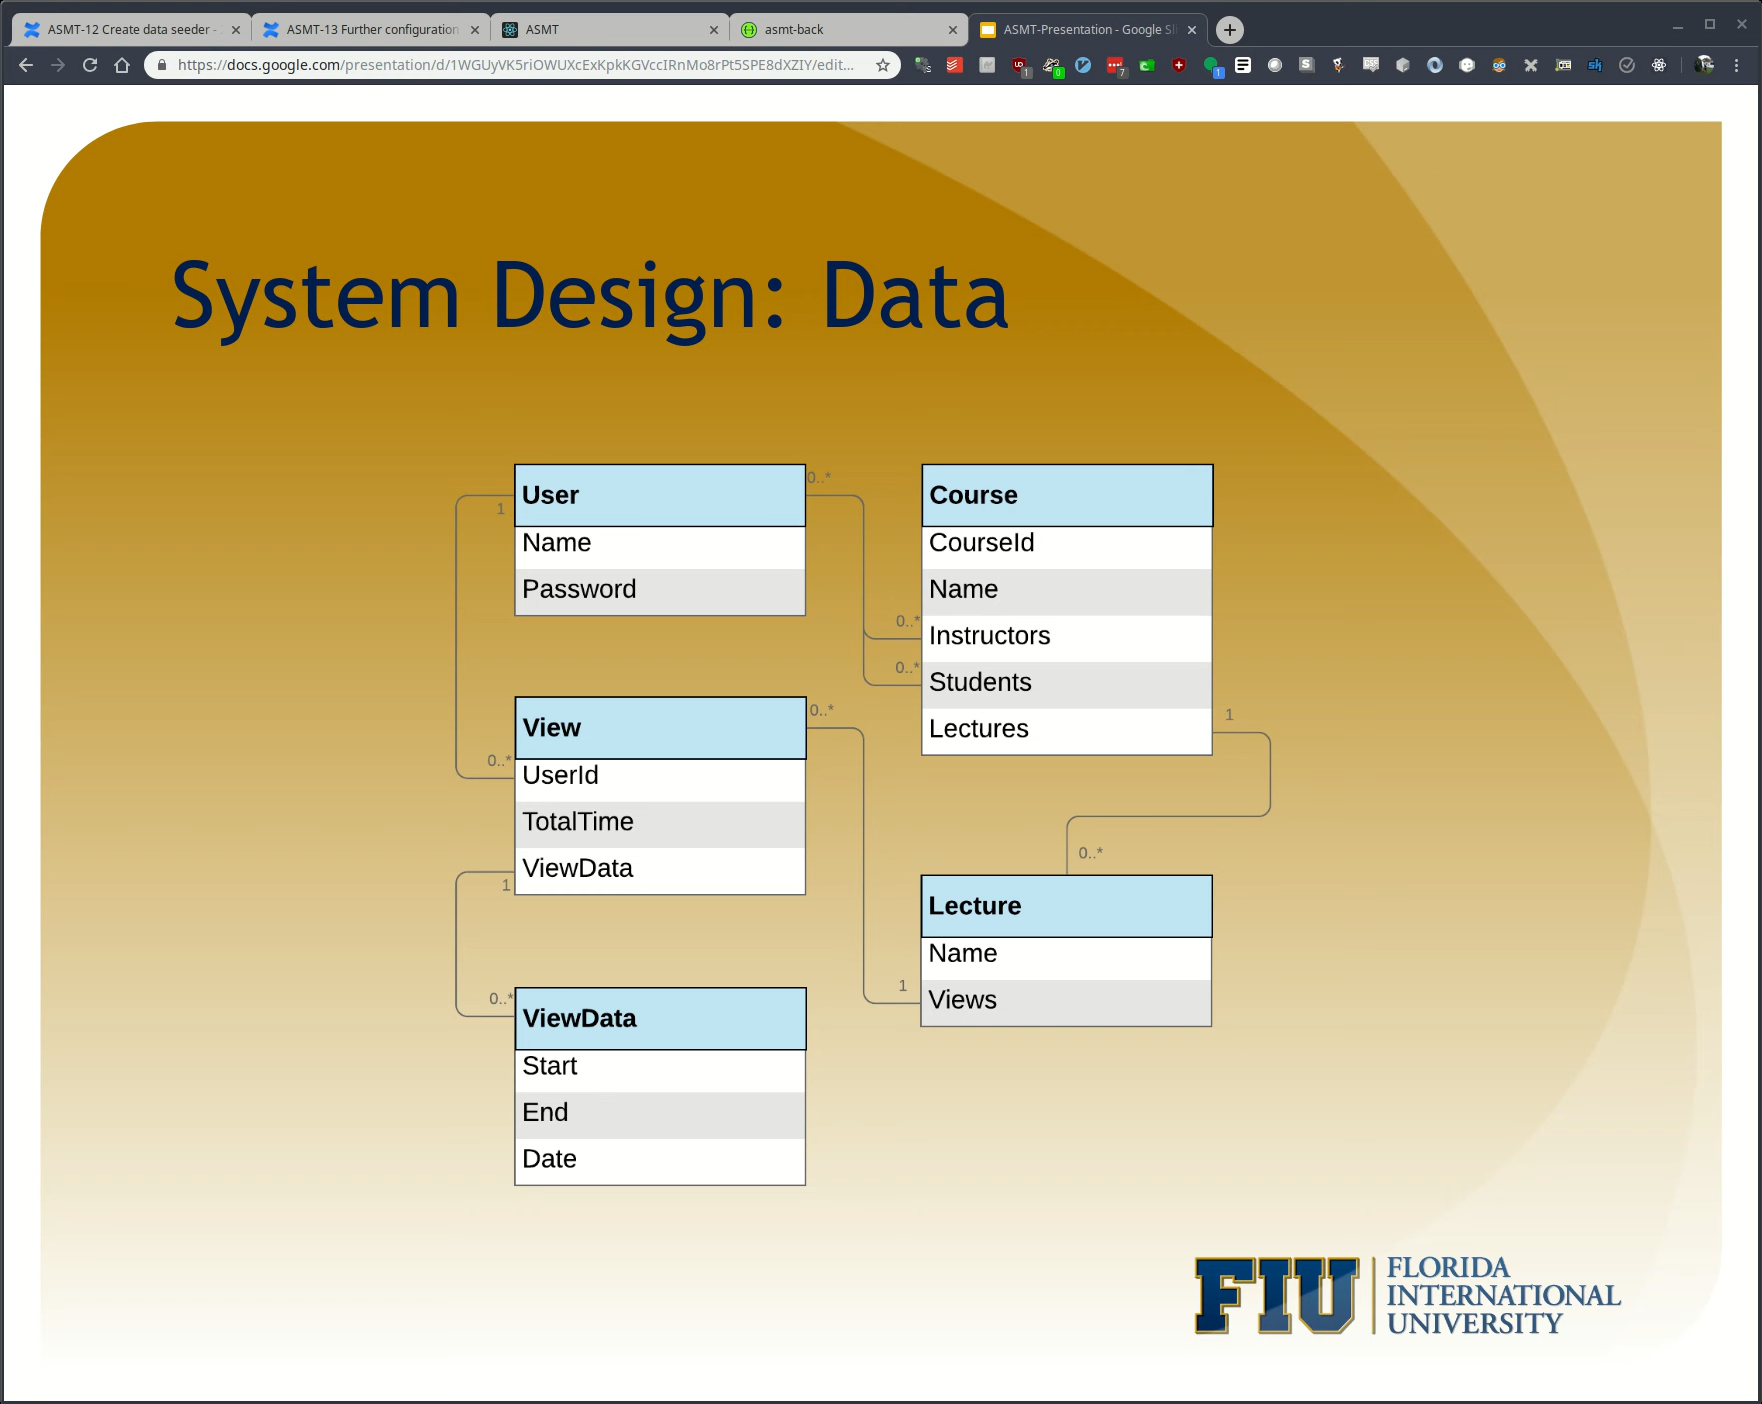 ASMT-12 Create data seeder -
ASMT-13 Further configuration
ASMT
asmt-back
ASMT-Presentation - Google Sl
https://docs.google.com/presentation/d/1WGUyVK5riOWUXcExKpkKGVccIRnMo8rPt5SPE8dXZIY/edit...
System Design: Data
User
Name
Password
1
0..*
Course
CourseId
Name
0..*
Instructors
0..*
Students
Lectures
1
View
0..*
0..*
UserId
TotalTime
ViewData
1
0..*
Lecture
Name
1
Views
0..*
ViewData
Start
End
Date
FIU
FLORIDA
INTERNATIONAL
UNIVERSITY